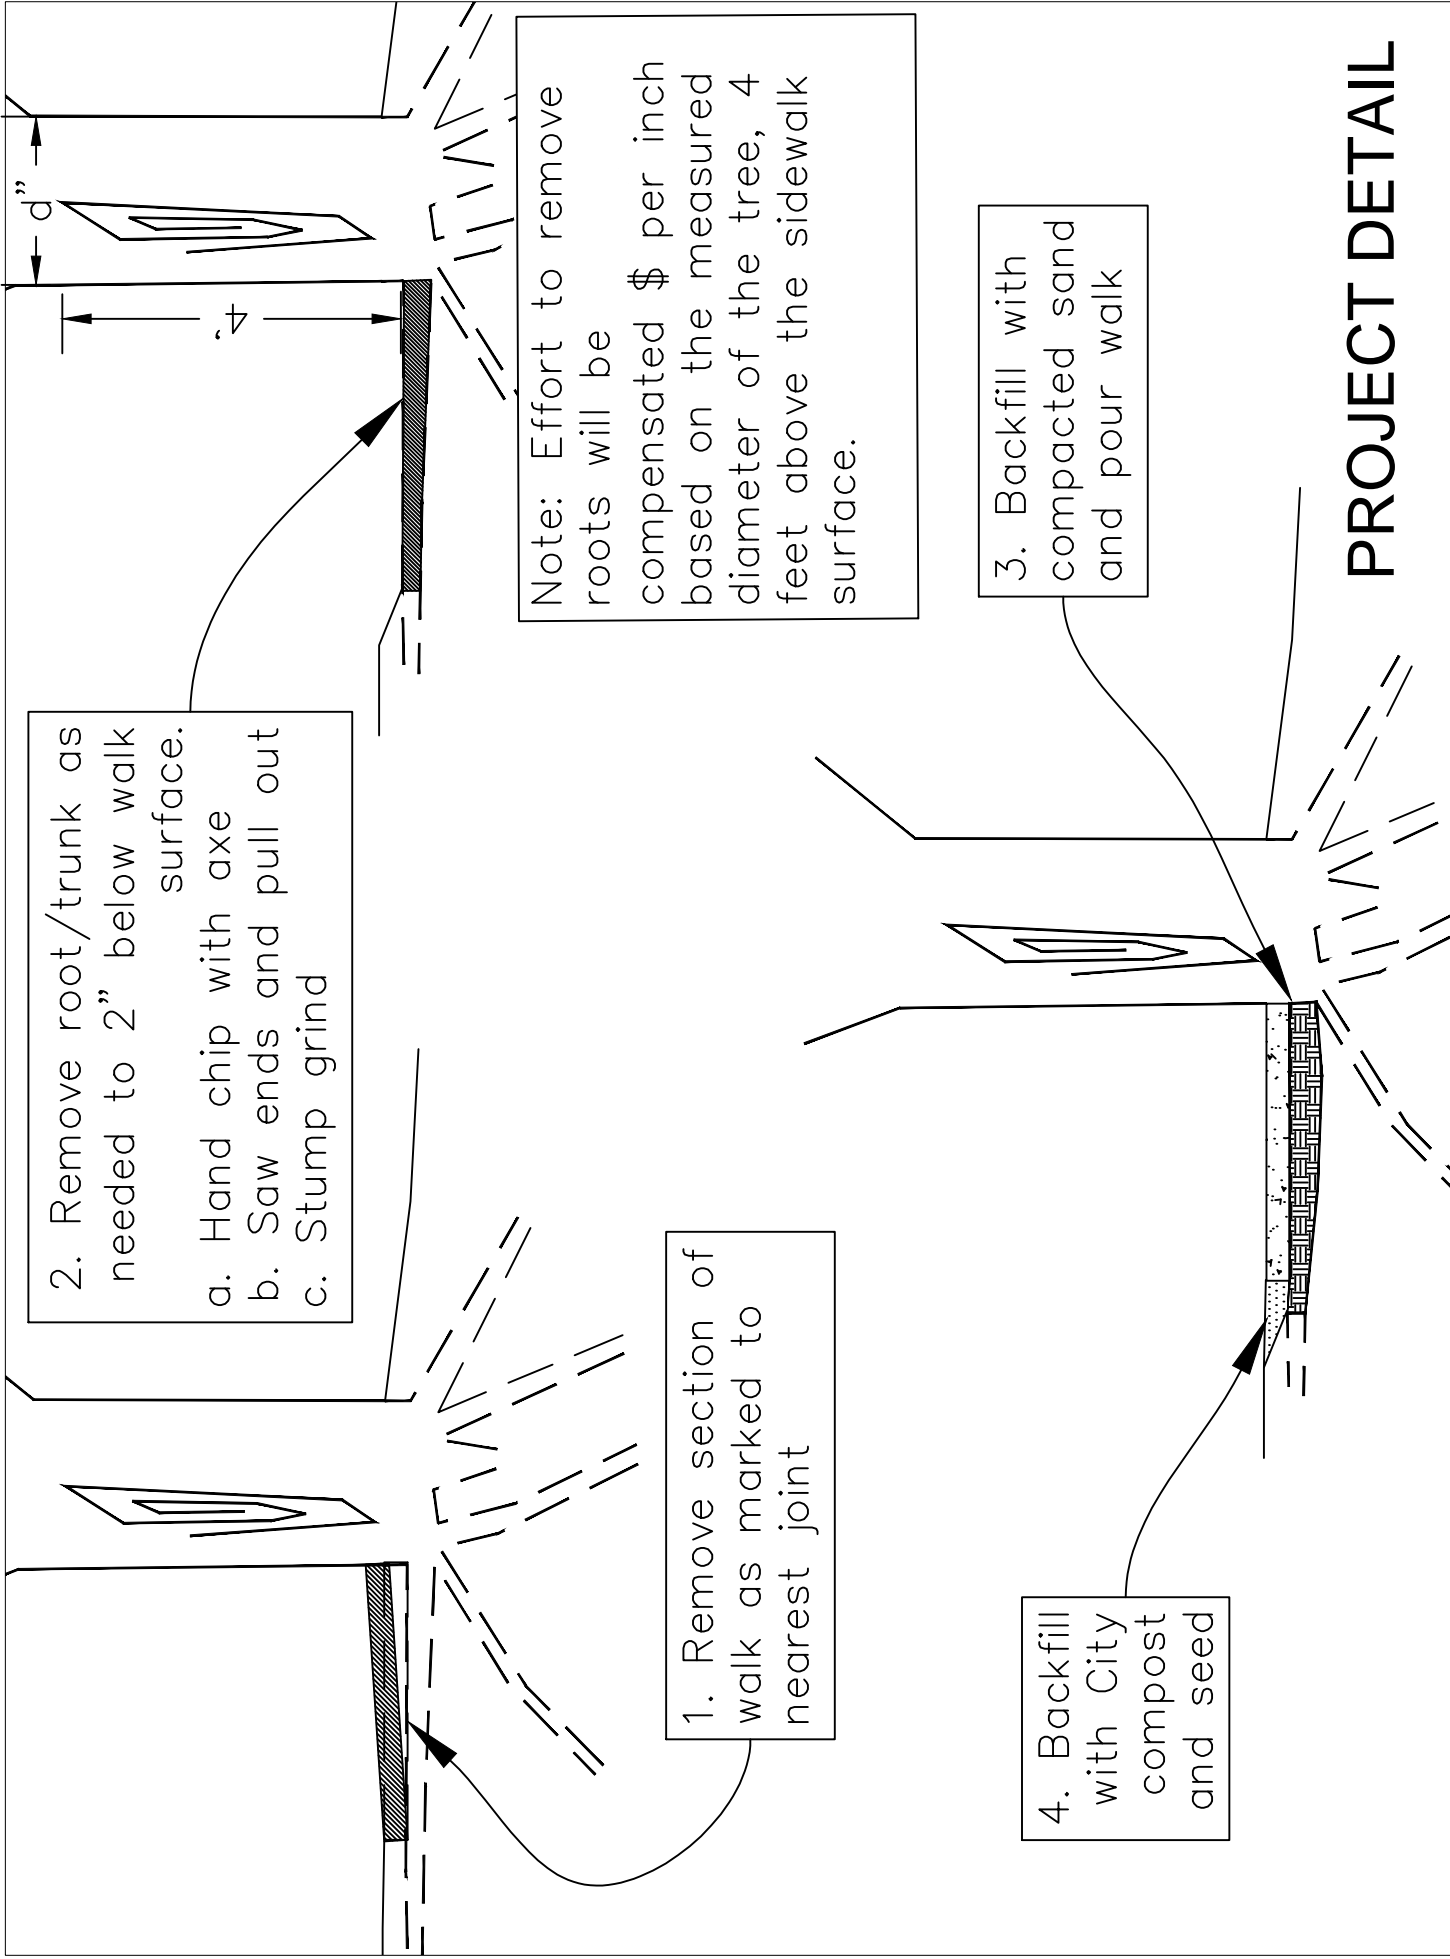 1. Remove section of
walk as marked to
nearest joint
2. Remove root/trunk as
needed to 2" below walk
surface.
a. Hand chip with axe
b. Saw ends and pull out
c. Stump grind
d"
4'
Note: Effort to remove
roots will be
compensated $ per inch
based on the measured
diameter of the tree, 4
feet above the sidewalk
surface.
3. Backfill with
compacted sand
and pour walk
4. Backfill
with City
compost
and seed
PROJECT DETAIL